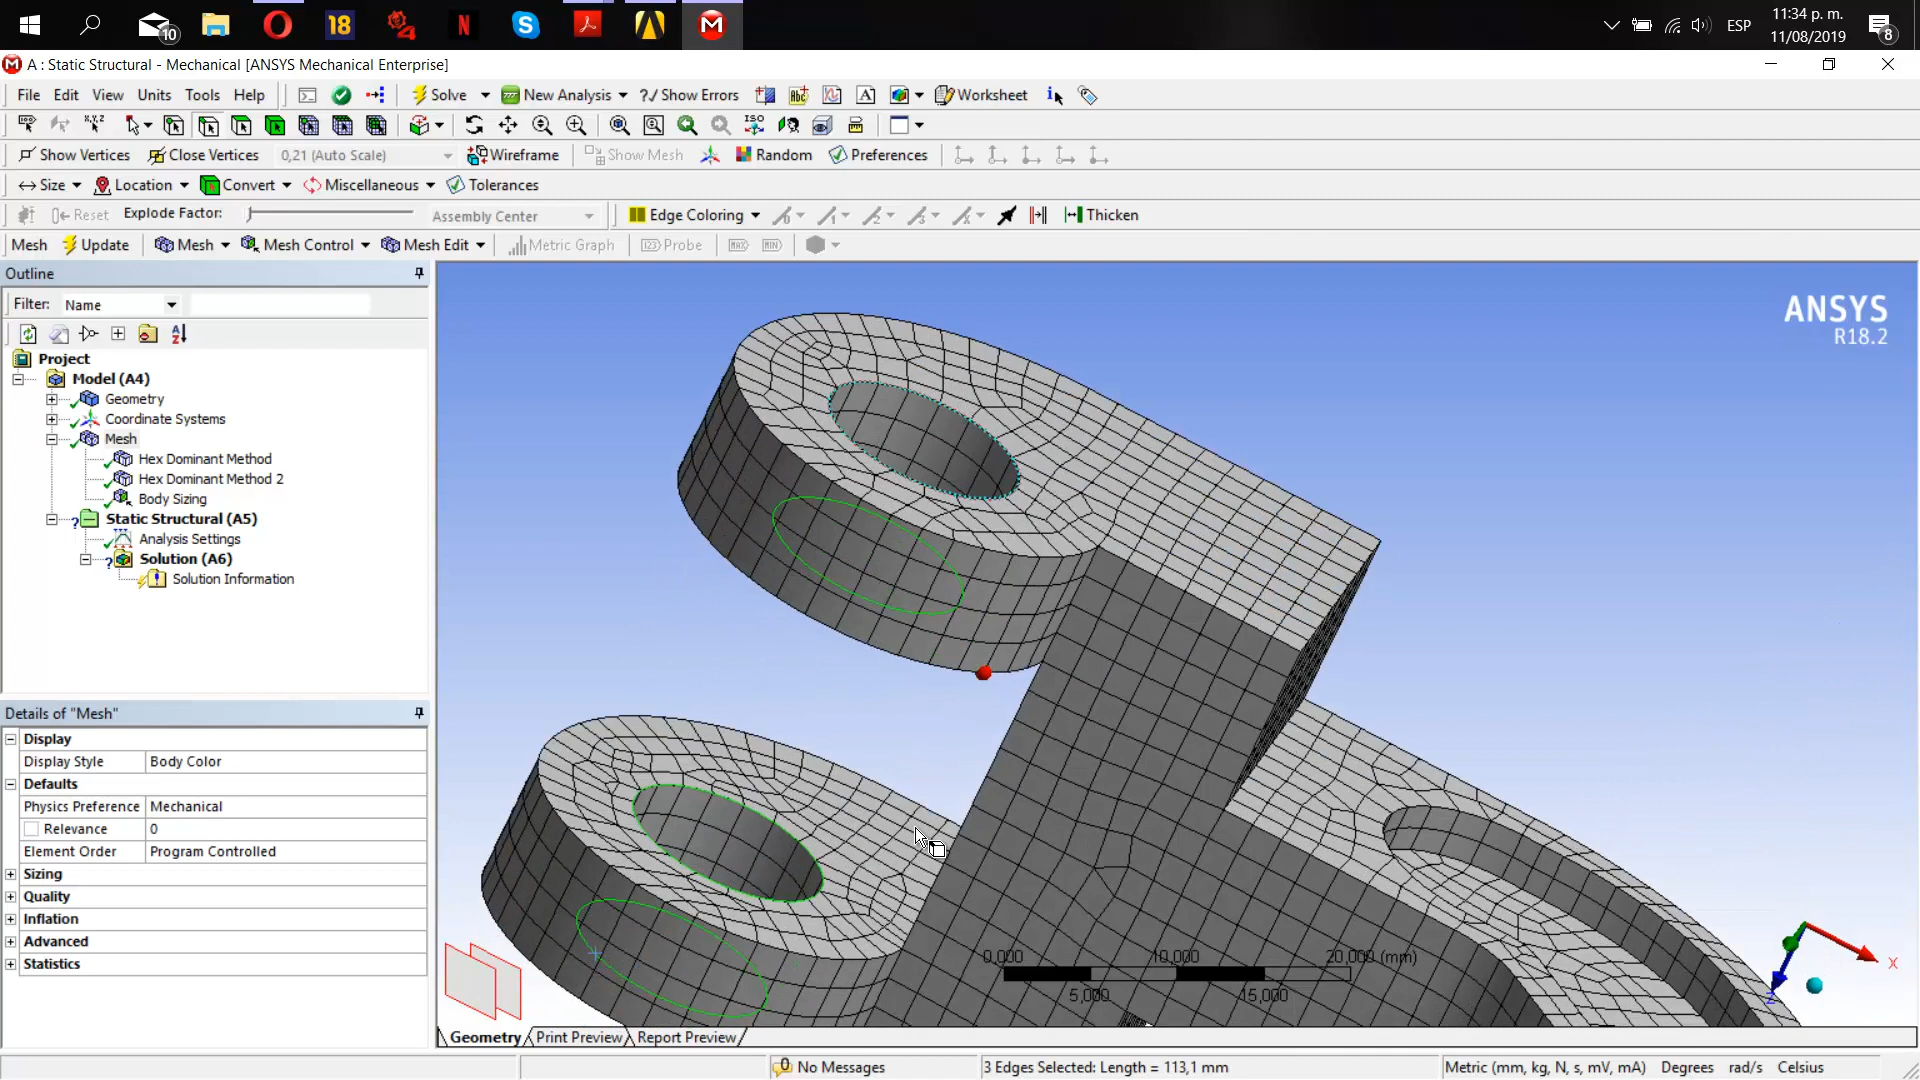 10
18
4
N
S
M
ESP
11:34 p. m.
11/08/2019
8
A : Static Structural - Mechanical [ANSYS Mechanical Enterprise]
File Edit View Units Tools Help Solve New Analysis ?/ Show Errors Worksheet
Show Vertices Close Vertices 0,21 (Auto Scale) Wireframe Show Mesh Random Preferences
Size Location Convert Miscellaneous Tolerances
Reset Explode Factor: Assembly Center Edge Coloring Thicken
Mesh Update Mesh Mesh Control Mesh Edit Metric Graph Probe MAX MIN
Outline
Filter: Name
Project
Model (A4)
Geometry
Coordinate Systems
Mesh
Hex Dominant Method
Hex Dominant Method 2
Body Sizing
Static Structural (A5)
Analysis Settings
Solution (A6)
Solution Information
Details of "Mesh"
Display
Display Style Body Color
Defaults
Physics Preference Mechanical
Relevance 0
Element Order Program Controlled
Sizing
Quality
Inflation
Advanced
Statistics
ANSYS
R18.2
0,000 10,000 20,000 (mm)
5,000 15,000
X
Z
Geometry Print Preview Report Preview
0 No Messages 3 Edges Selected: Length = 113,1 mm Metric (mm, kg, N, s, mV, mA) Degrees rad/s Celsius